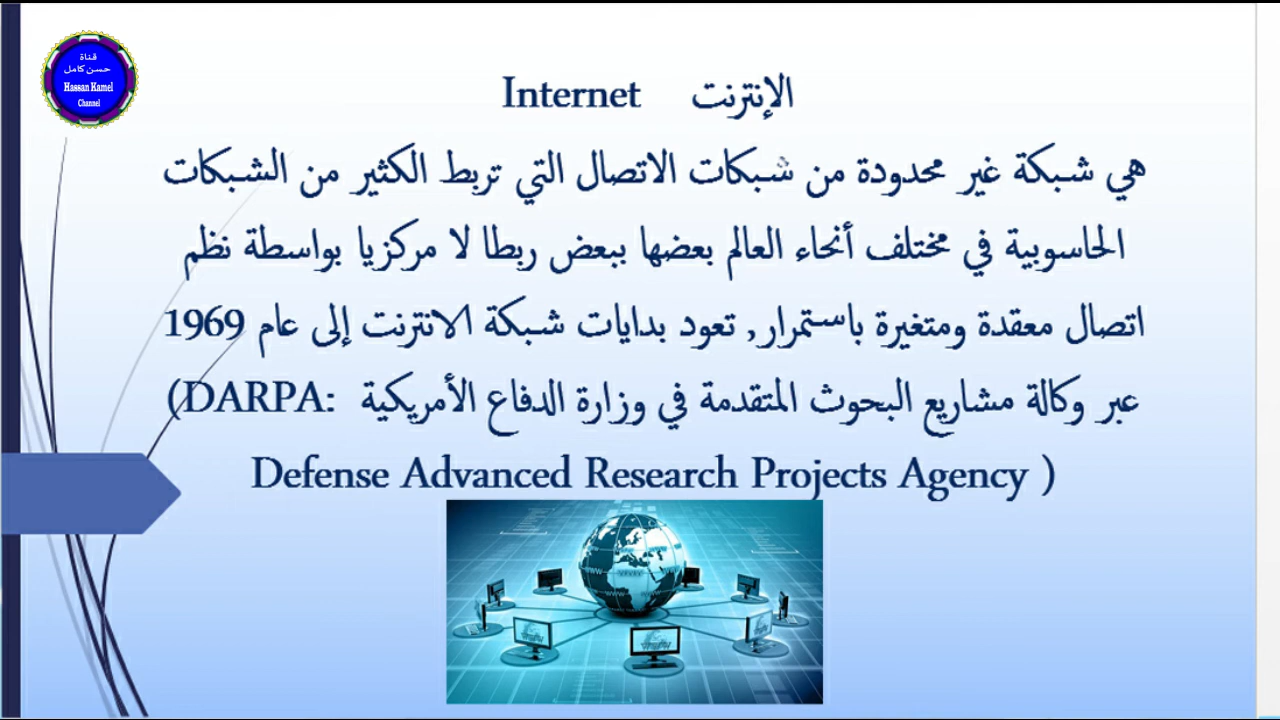 قناة
حسن كامل
Hassan Kamel
Channel
الإنترنت Internet
هي شبكة غير محدودة من شبكات الاتصال التي تربط الكثير من الشبكات
الحاسوبية في مختلف أنحاء العالم بعضها ببعض ربطا لا مركزيا بواسطة نظم
اتصال معقدة ومتغيرة باستمرار, تعود بدايات شبكة الانترنت إلى عام 1969
عبر وكالة مشاريع البحوث المتقدمة في وزارة الدفاع الأمريكية (DARPA:
Defense Advanced Research Projects Agency )